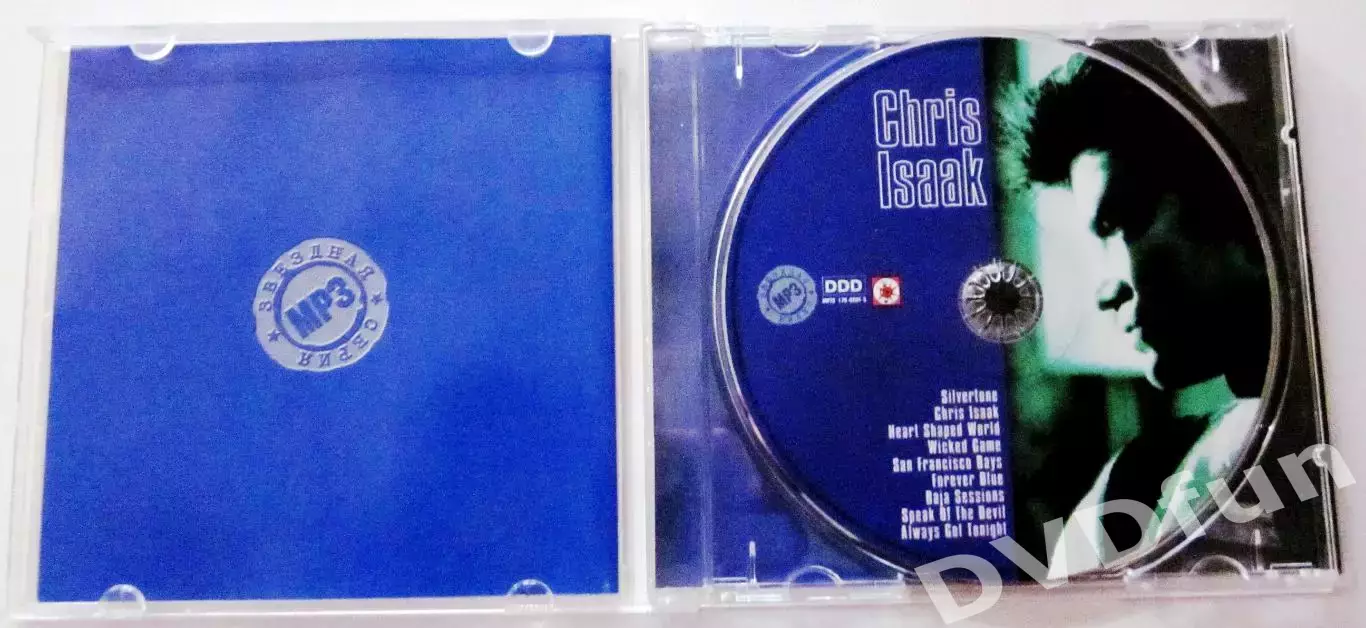 ЗВЕЗДНАЯ
MP3
СЕРИЯ
Chris
Isaak
MP3
DDD
Silvertone
Chris Isaak
Heart Shaped World
Wicked Game
San Francisco Days
Forever Blue
Baja Sessions
Speak Of The Devil
Always Got Tonight
DVDfun